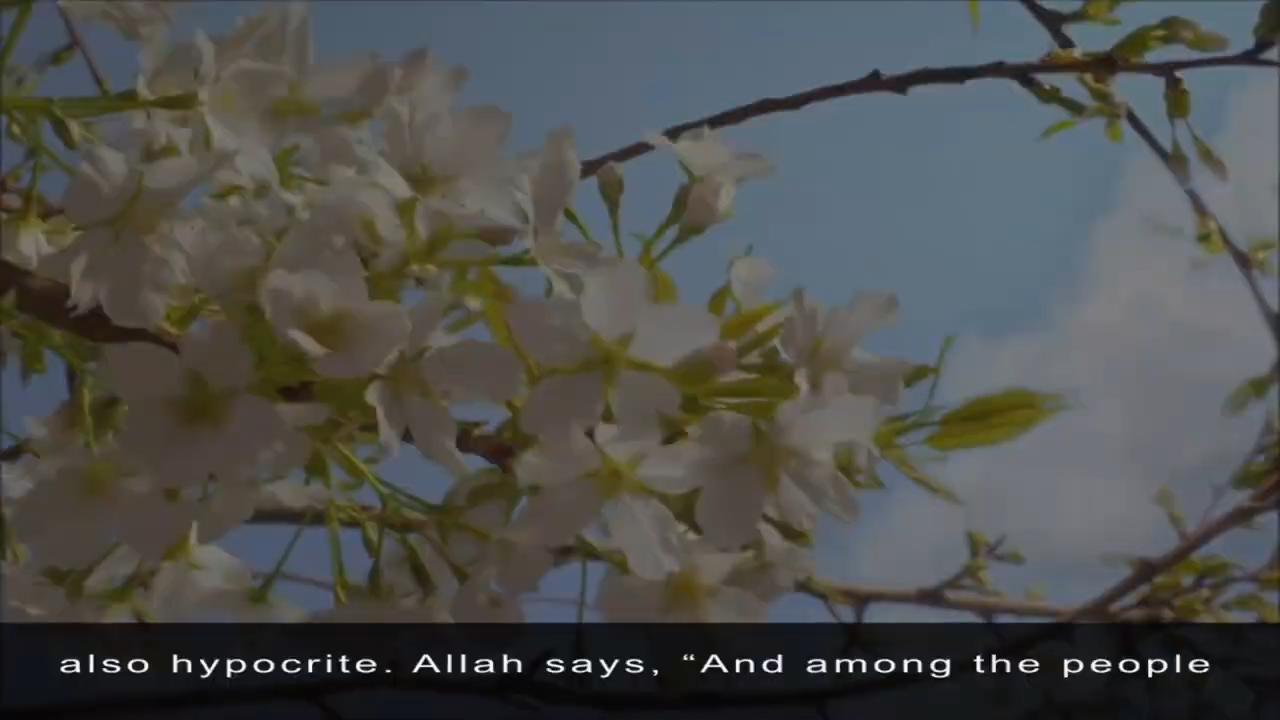 also hypocrite. Allah says, “And among the people